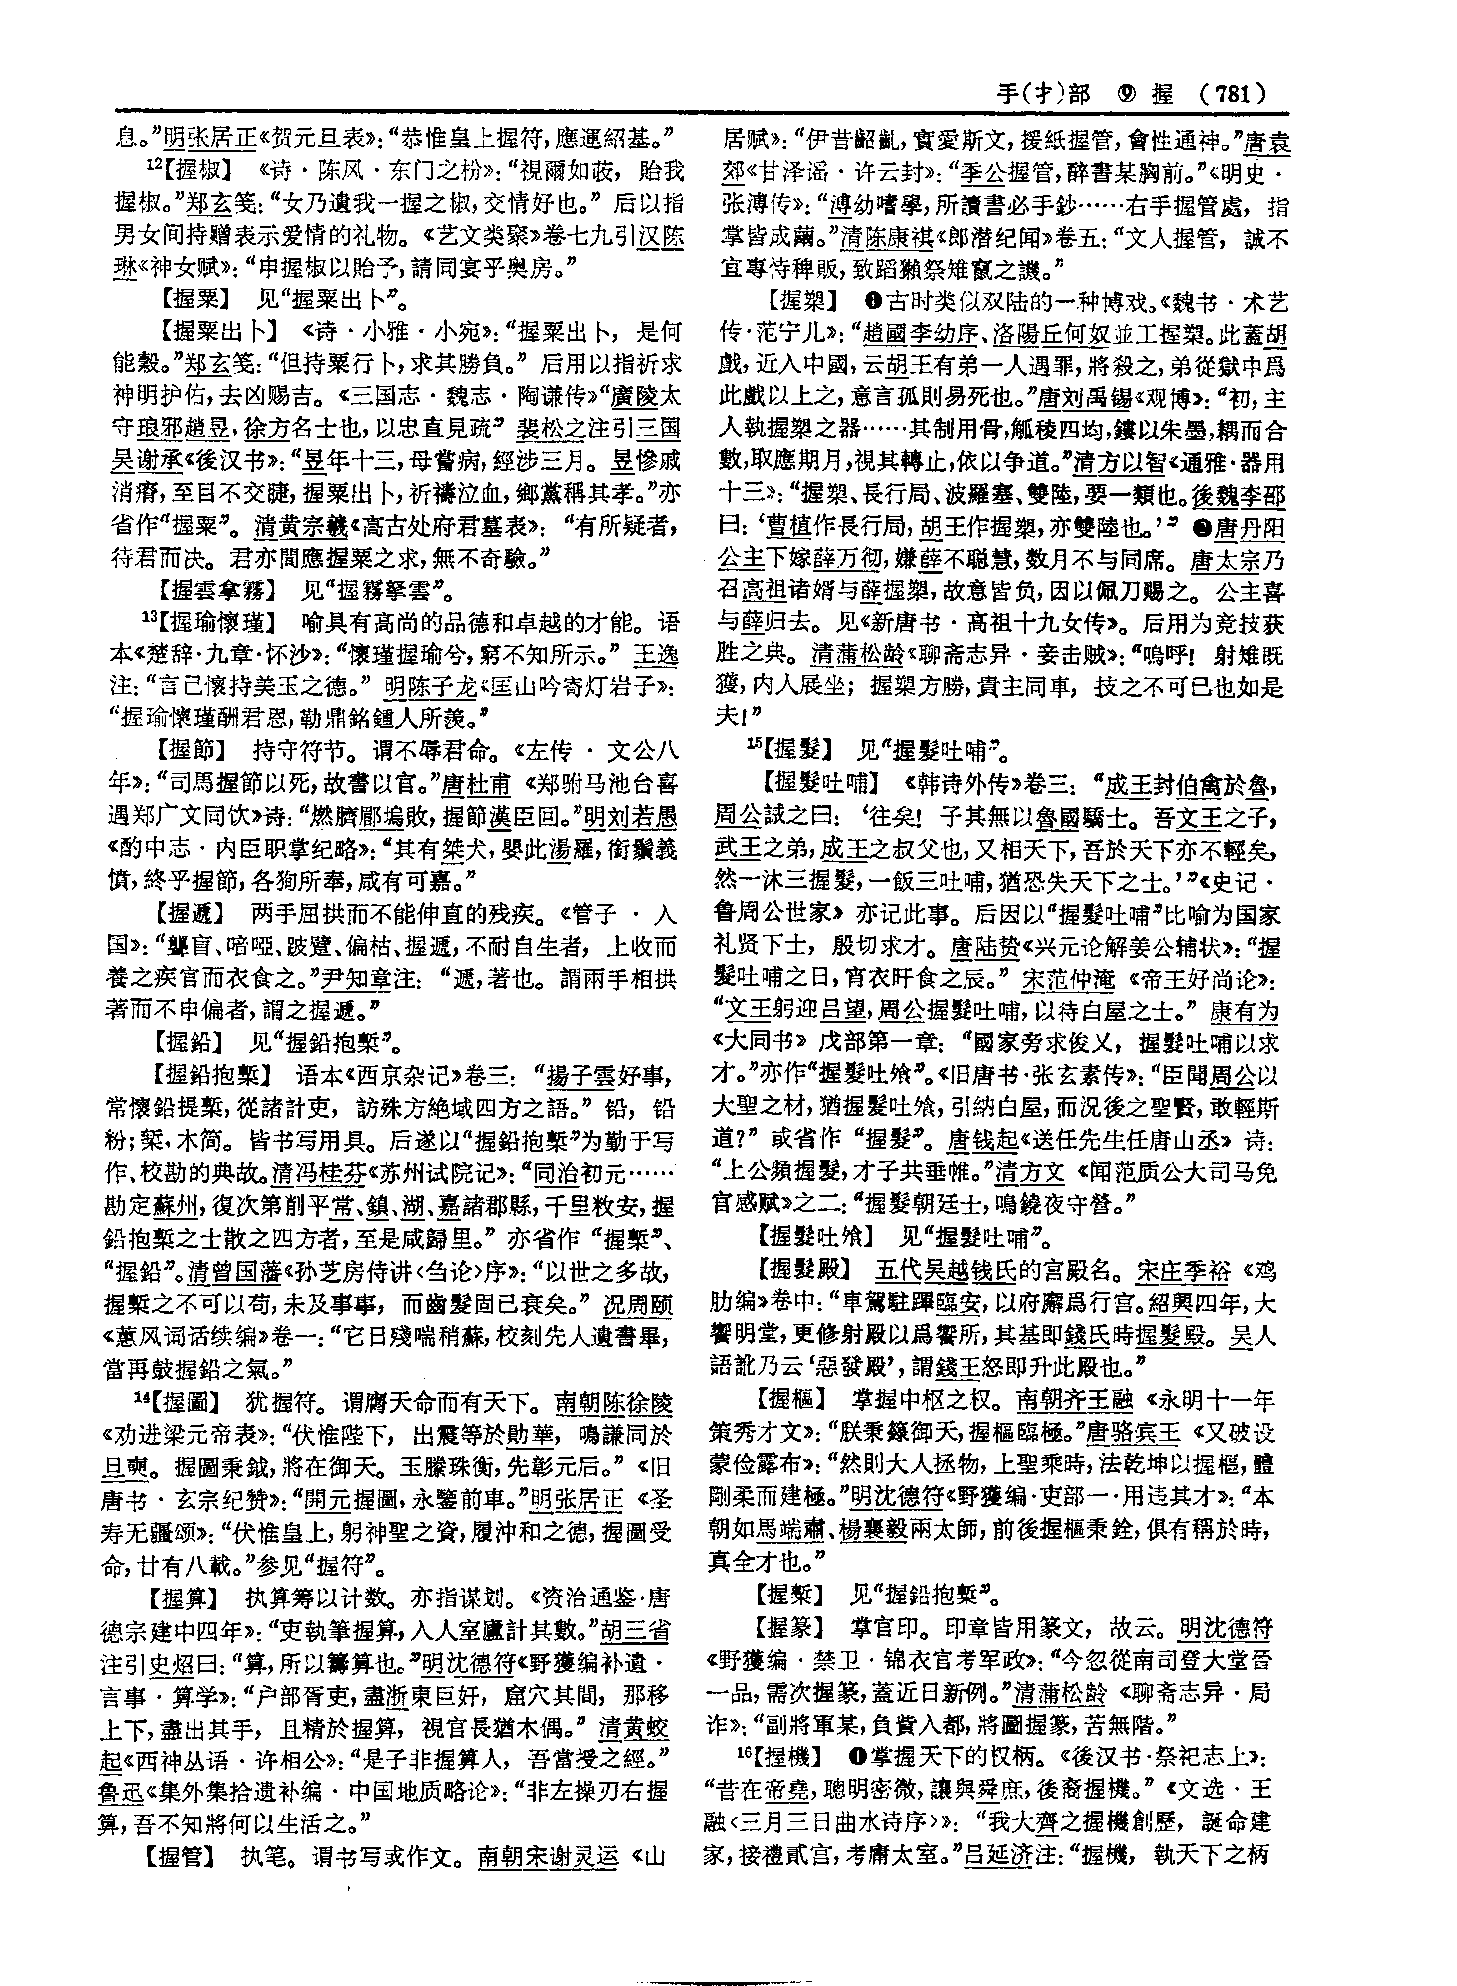 手(扌)部 ⑨ 握 (781)
息。”明张居正《贺元旦表》：“恭惟皇上握符，應運紹基。”
12【握椒】 《诗·陈风·东门之枌》：“視爾如荍， 貽我
握椒。”郑玄笺：“女乃遺我一握之椒，交情好也。” 后以指
男女间持赠表示爱情的礼物。《艺文类聚》卷七九引汉陈
琳《神女赋》：“申握椒以貽予，請同宴乎奥房。”
【握粟】 见“握粟出卜”。
【握粟出卜】 《诗·小雅·小宛》：“握粟出卜， 是何
能穀。”郑玄笺：“但持粟行卜，求其勝負。” 后用以指祈求
神明护佑，去凶赐吉。《三国志·魏志·陶谦传》“廣陵太
守琅邪趙昱，徐方名士也，以忠直見疏” 裴松之注引三国
吴谢承《後汉书》：“昱年十三，母嘗病，經涉三月。昱慘戚
消瘠，至目不交睫，握粟出卜，祈禱泣血，鄉黨稱其孝。”亦
省作“握粟”。 清黄宗羲《高古处府君墓表》： “有所疑者，
待君而决。君亦間應握粟之求，無不奇驗。”
【握雲拿霧】 见“握霧拏雲”。
13【握瑜懷瑾】 喻具有高尚的品德和卓越的才能。语
本《楚辞·九章·怀沙》：“懷瑾握瑜兮，窮不知所示。” 王逸
注：“言己懷持美玉之德。” 明陈子龙《匡山吟寄灯岩子》：
“握瑜懷瑾酬君恩，勒鼎銘鍾人所羨。”
【握節】 持守符节。谓不辱君命。《左传·文公八
年》：“司馬握節以死，故書以官。”唐杜甫《郑驸马池台喜
遇郑广文同饮》诗：“燃臍郿塢敗，握節漢臣回。”明刘若愚
《酌中志·内臣职掌纪略》：“其有桀犬，嬰此湯羅，銜鬚義
憤，終乎握節，各狥所奉，咸有可嘉。”
【握遞】 两手屈拱而不能伸直的残疾。《管子·入
国》：“聾盲、喑啞、跛躄、偏枯、握遞，不耐自生者， 上收而
養之疾官而衣食之。”尹知章注： “遞，著也。謂兩手相拱
著而不申偏者，謂之握遞。”
【握鉛】 见“握鉛抱槧”。
【握鉛抱槧】 语本《西京杂记》卷三： “揚子雲好事，
常懷鉛提槧，從諸計吏， 訪殊方絶域四方之語。” 铅， 铅
粉；椠，木简。皆书写用具。后遂以“握鉛抱槧”为勤于写
作、校勘的典故。清冯桂芬《苏州试院记》：“同治初元……
勘定蘇州，復次第削平常、鎮、湖、嘉諸郡縣，千里敉安，握
鉛抱槧之士散之四方者，至是咸歸里。” 亦省作“握槧”、
“握鉛”。清曾国藩《孙芝房侍讲〈刍论〉序》：“以世之多故，
握槧之不可以苟，未及事事， 而齒髮固已衰矣。” 况周颐
《蕙风词话续编》卷一：“它日殘喘稍蘇，校刻先人遺書畢，
當再鼓握鉛之氣。”
14【握圖】 犹握符。谓膺天命而有天下。南朝陈徐陵
《劝进梁元帝表》：“伏惟陛下， 出震等於勛華， 鳴謙同於
旦奭。握圖秉鉞，將在御天。玉縢珠衡，先彰元后。”《旧
唐书·玄宗纪赞》：“開元握圖，永鑒前車。”明张居正《圣
寿无疆颂》：“伏惟皇上，躬神聖之資，履沖和之德，握圖受
命，廿有八載。”参见“握符”。
【握算】 执算筹以计数。亦指谋划。《资治通鉴·唐
德宗建中四年》：“吏執筆握算，入人室廬計其數。”胡三省
注引史炤曰：“算，所以籌算也。”明沈德符《野獲编补遗·
言事·算学》：“户部胥吏，盡浙東巨奸， 窟穴其間， 那移
上下，盡出其手， 且精於握算， 視官長猶木偶。” 清黄蛟
起《西神丛语·许相公》：“是子非握算人， 吾當授之經。”
鲁迅《集外集拾遗补编·中国地质略论》：“非左操刃右握
算，吾不知將何以生活之。”
【握管】 执笔。谓书写或作文。南朝宋谢灵运《山
居赋》：“伊昔齠齔，實愛斯文，援紙握管，會性通神。”唐袁
郊《甘泽谣·许云封》：“李公握管，醉書某胸前。”《明史·
张溥传》：“溥幼嗜學，所讀書必手鈔……右手握管處， 指
掌皆成繭。”清陈康祺《郎潜纪闻》卷五：“文人握管， 誠不
宜專恃稗販，致蹈獺祭雉竄之譏。”
【握槊】 ❶古时类似双陆的一种博戏。《魏书·术艺
传·范宁儿》：“趙國李幼序、洛陽丘何奴並工握槊。此蓋胡
戲，近入中國，云胡王有弟一人遇罪，將殺之，弟從獄中爲
此戲以上之，意言孤則易死也。”唐刘禹锡《观博》：“初，主
人執握槊之器……其制用骨，觚稜四均，鏤以朱墨，耦而合
數，取應期月，視其轉止，依以争道。”清方以智《通雅·器用
十三》：“握槊、長行局、波羅塞、雙陸，要一類也。後魏李邵
曰：‘曹植作長行局，胡王作握槊，亦雙陸也。’” ❷唐丹阳
公主下嫁薛万彻，嫌薛不聪慧，数月不与同席。 唐太宗乃
召高祖诸婿与薛握槊，故意皆负，因以佩刀赐之。 公主喜
与薛归去。见《新唐书·高祖十九女传》。后用为竞技获
胜之典。清蒲松龄《聊斋志异·妾击贼》：“嗚呼！射雉既
獲，内人展坐；握槊方勝，貴主同車， 技之不可已也如是
夫！”
15【握髮】 见“握髮吐哺”。
【握髮吐哺】 《韩诗外传》卷三： “成王封伯禽於魯，
周公誡之曰： ‘往矣！子其無以魯國驕士。吾文王之子，
武王之弟，成王之叔父也，又相天下，吾於天下亦不輕矣，
然一沐三握髮，一飯三吐哺，猶恐失天下之士。’”《史记·
鲁周公世家》亦记此事。后因以“握髮吐哺”比喻为国家
礼贤下士， 殷切求才。唐陆贽《兴元论解姜公辅状》：“握
髮吐哺之日，宵衣旰食之辰。” 宋范仲淹《帝王好尚论》：
“文王躬迎吕望，周公握髮吐哺，以待白屋之士。” 康有为
《大同书》戊部第一章： “國家旁求俊乂， 握髮吐哺以求
才。”亦作“握髮吐飧”。《旧唐书·张玄素传》：“臣聞周公以
大聖之材，猶握髮吐飧，引納白屋，而況後之聖賢，敢輕斯
道？” 或省作“握髮”。唐钱起《送任先生任唐山丞》诗：
“上公頻握髮，才子共垂帷。”清方文《闻范质公大司马免
官感赋》之二：“握髮朝廷士，鳴鐃夜守營。”
【握髮吐飧】 见“握髮吐哺”。
【握髮殿】 五代吴越钱氏的宫殿名。宋庄季裕《鸡
肋编》卷中：“車駕駐蹕臨安，以府廨爲行宫。紹興四年，大
饗明堂，更修射殿以爲饗所，其基即錢氏時握髮殿。吴人
語訛乃云‘惡發殿’，謂錢王怒即升此殿也。”
【握樞】 掌握中枢之权。南朝齐王融《永明十一年
策秀才文》：“朕秉籙御天，握樞臨極。”唐骆宾王《又破设
蒙俭露布》：“然則大人拯物，上聖乘時，法乾坤以握樞，體
剛柔而建極。”明沈德符《野獲编·吏部一·用违其才》：“本
朝如馬端肅、楊襄毅兩太師，前後握樞秉銓，俱有稱於時，
真全才也。”
【握槧】 见“握鉛抱槧”。
【握篆】 掌官印。印章皆用篆文， 故云。明沈德符
《野獲编·禁卫·锦衣官考军政》：“今忽從南司登大堂晉
一品，需次握篆，蓋近日新例。”清蒲松龄《聊斋志异·局
诈》：“副將軍某，負貲入都，將圖握篆，苦無階。”
16【握機】 ❶掌握天下的权柄。《後汉书·祭祀志上》：
“昔在帝堯，聰明密微，讓與舜庶，後裔握機。”《文选·王
融〈三月三日曲水诗序〉》： “我大齊之握機創歷， 誕命建
家，接禮貳宫，考庸太室。”吕延济注：“握機， 執天下之柄